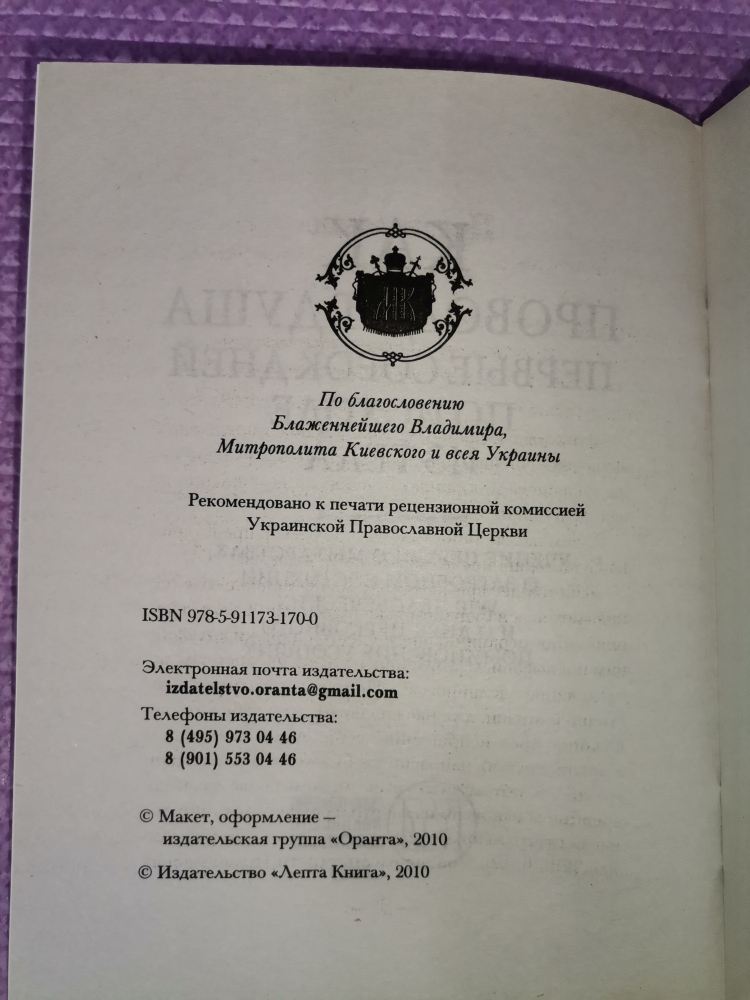 По благословению
Блаженнейшего Владимира,
Митрополита Киевского и всея Украины
Рекомендовано к печати рецензионной комиссией
Украинской Православной Церкви
ISBN 978-5-91173-170-0
Электронная почта издательства:
izdatelstvo.oranta@gmail.com
Телефоны издательства:
8 (495) 973 04 46
8 (901) 553 04 46
© Макет, оформление –
издательская группа «Оранта», 2010
© Издательство «Лепта Книга», 2010